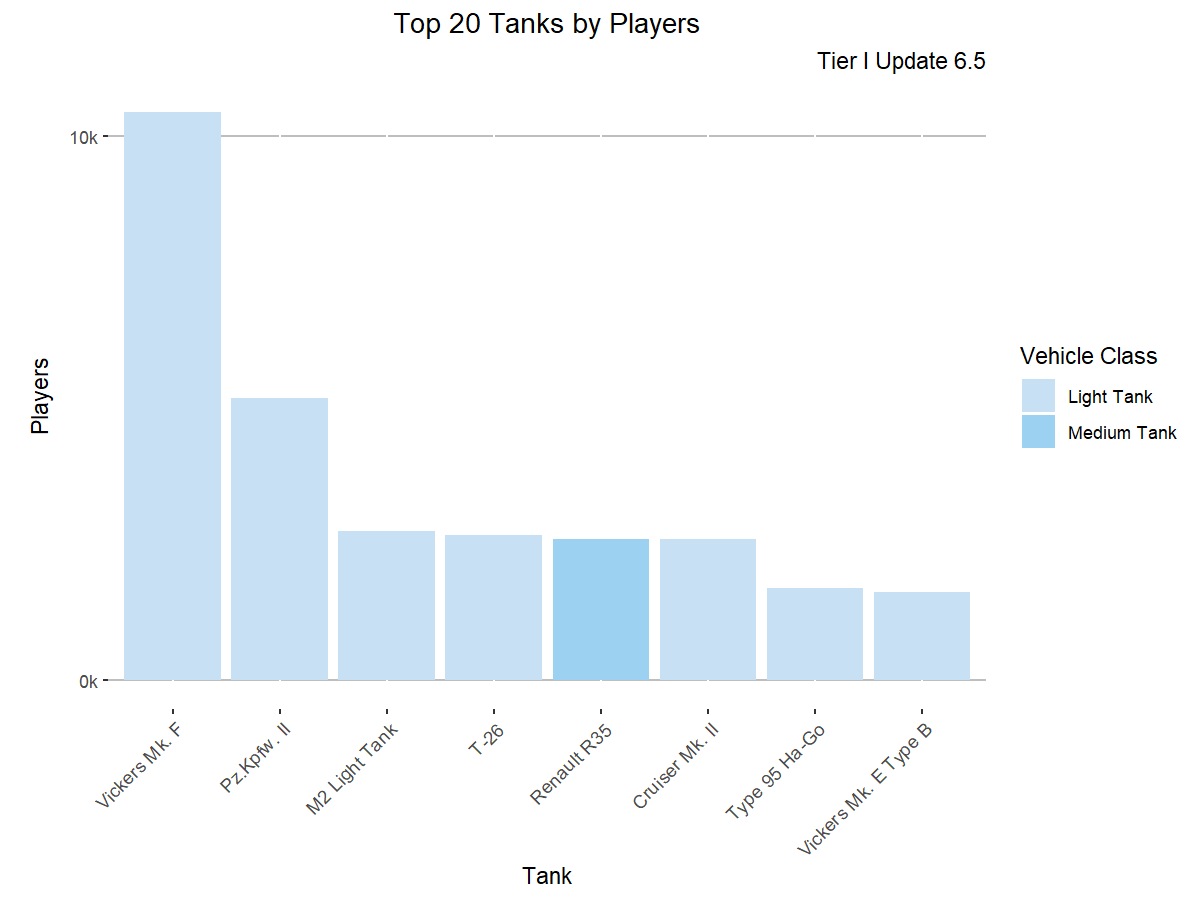 Top 20 Tanks by Players
Tier I Update 6.5
10k
0k
Players
Vickers Mk. F
Pz.Kpfw. II
M2 Light Tank
T-26
Renault R35
Cruiser Mk. II
Type 95 Ha-Go
Vickers Mk. E Type B
Tank
Vehicle Class
Light Tank
Medium Tank